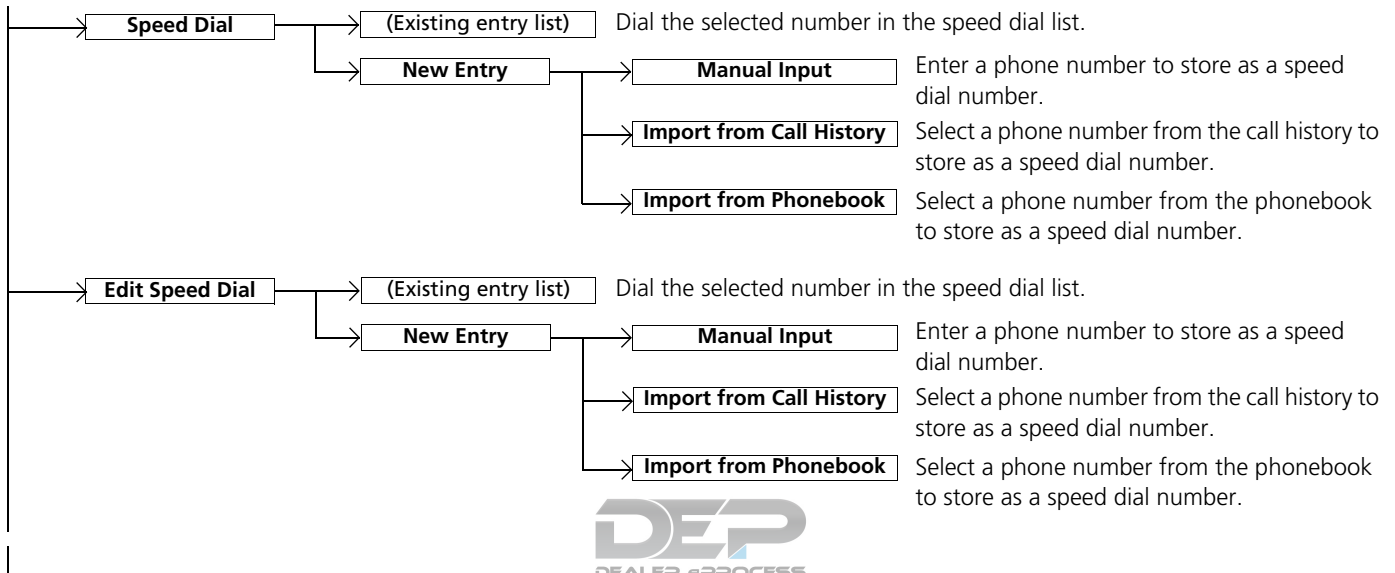 Speed Dial
(Existing entry list)
Dial the selected number in the speed dial list.
New Entry
Manual Input
Enter a phone number to store as a speed
dial number.
Import from Call History
Select a phone number from the call history to
store as a speed dial number.
Import from Phonebook
Select a phone number from the phonebook
to store as a speed dial number.
Edit Speed Dial
(Existing entry list)
Dial the selected number in the speed dial list.
New Entry
Manual Input
Enter a phone number to store as a speed
dial number.
Import from Call History
Select a phone number from the call history to
store as a speed dial number.
Import from Phonebook
Select a phone number from the phonebook
to store as a speed dial number.
DEP
DEALER ePROCESS